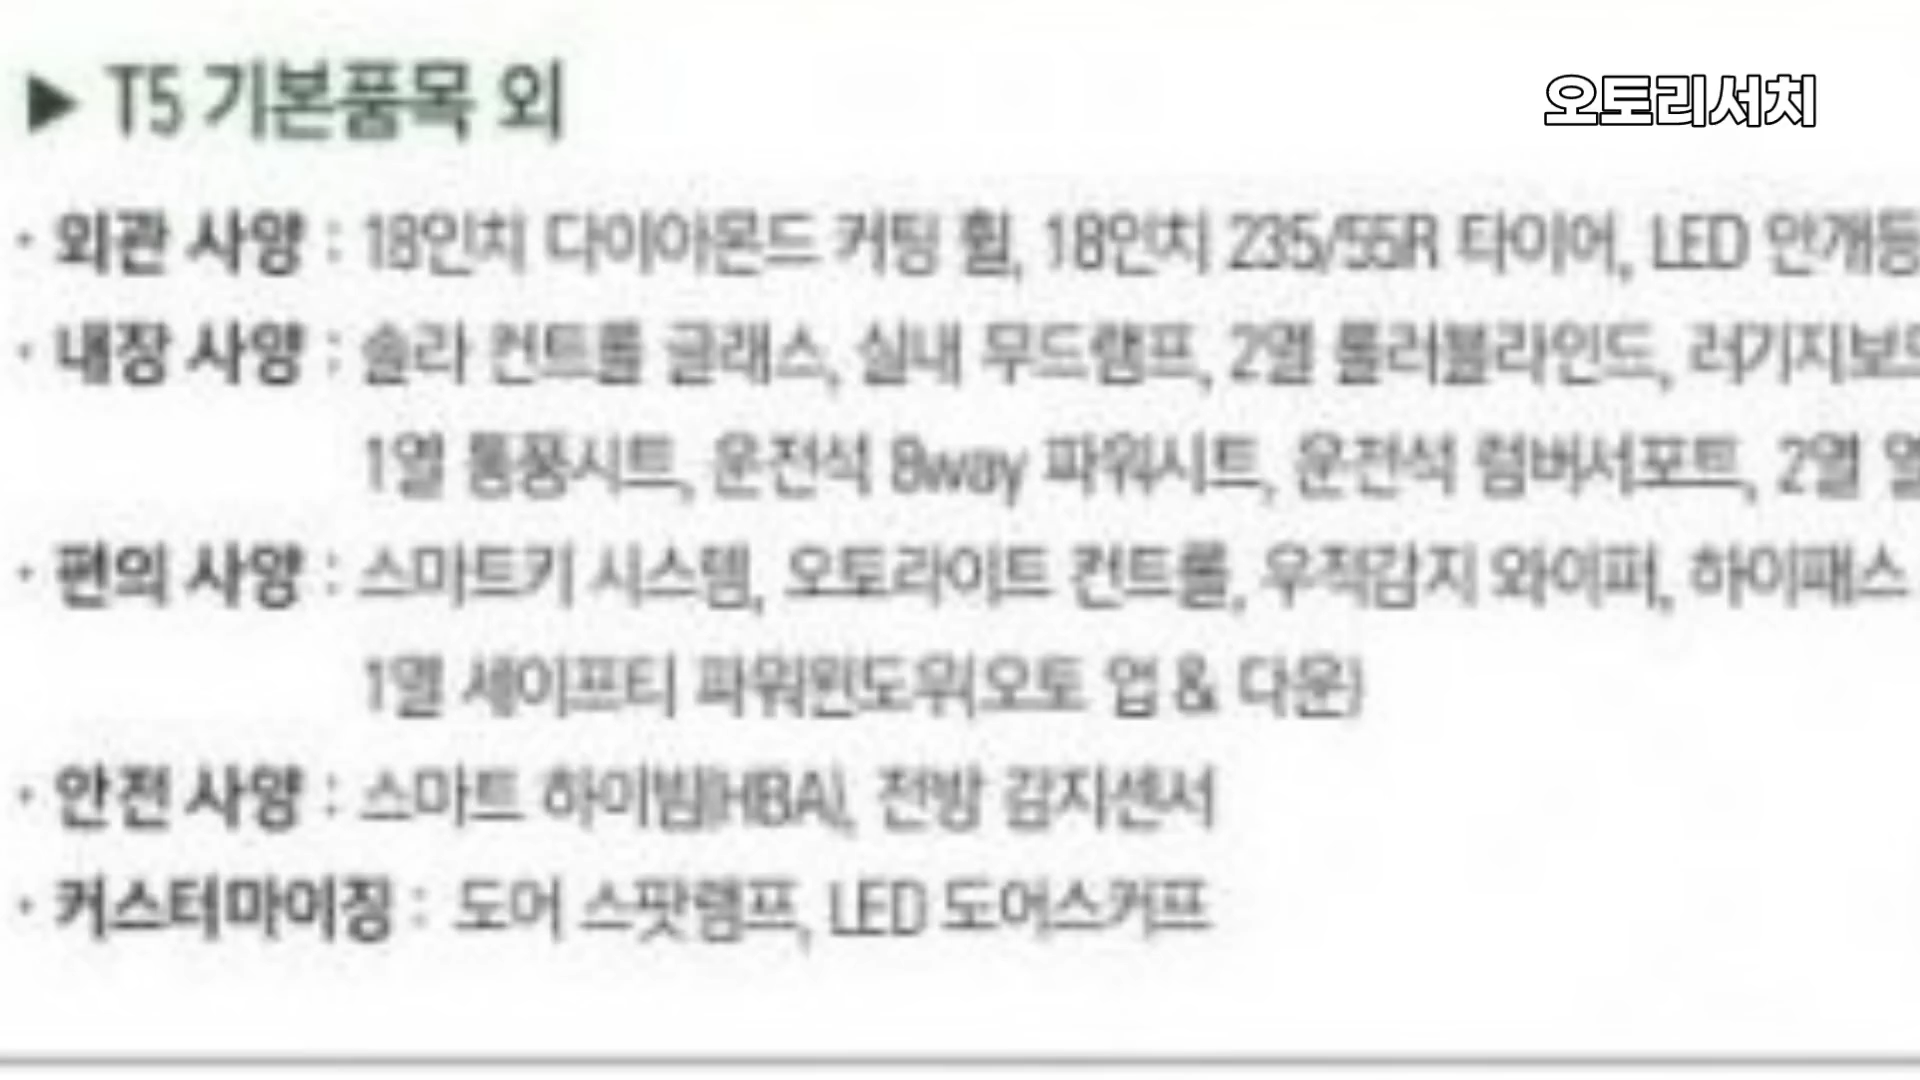 ▶ T5 기본품목 외
오토리서치
· 외관 사양 : 18인치 다이아몬드 커팅 휠, 18인치 235/55R 타이어, LED 안개등
· 내장 사양 : 솔라 컨트롤 글래스, 실내 무드램프, 2열 롤러블라인드, 러기지보드
1열 통풍시트, 운전석 8way 파워시트, 운전석 럼버서포트, 2열 열
· 편의 사양 : 스마트키 시스템, 오토라이트 컨트롤, 우적감지 와이퍼, 하이패스
1열 세이프티 파워윈도우(오토 업 & 다운)
· 안전 사양 : 스마트 하이빔(HBA), 전방 감지센서
· 커스터마이징 : 도어 스팟램프, LED 도어스커프